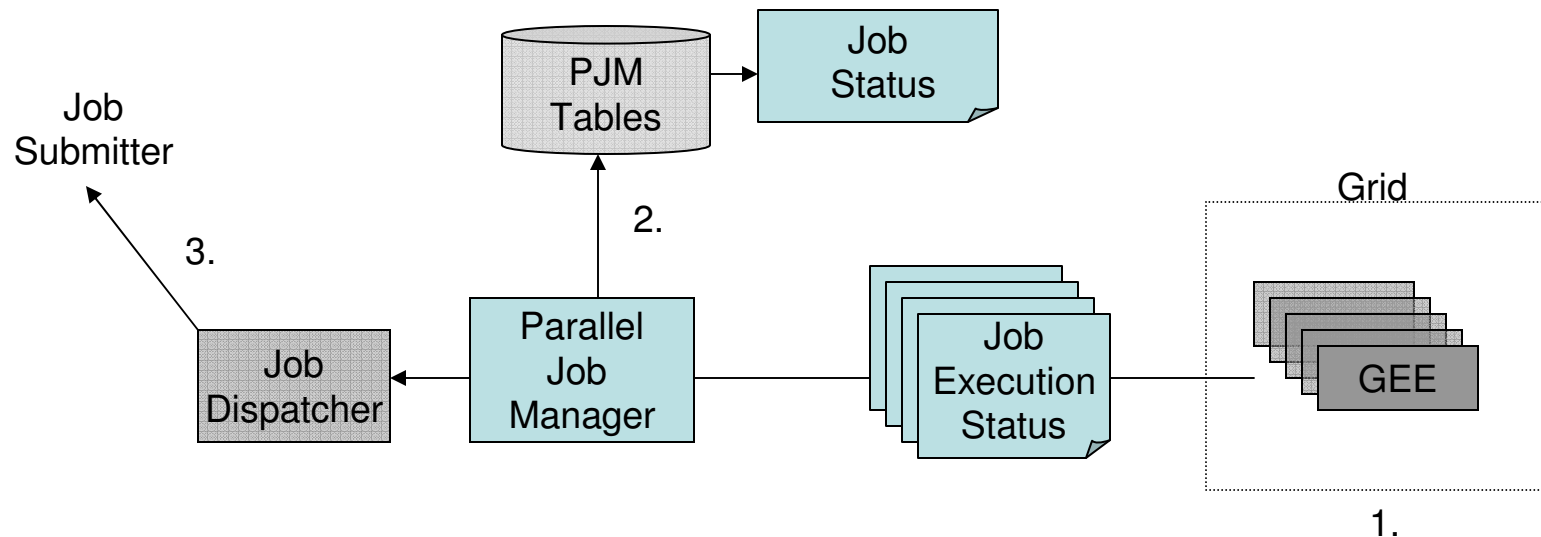 Job
Status
PJM
Tables
Job
Submitter
Grid
2.
3.
Parallel
Job
Manager
Job
Execution
Status
Job
Dispatcher
GEE
1.